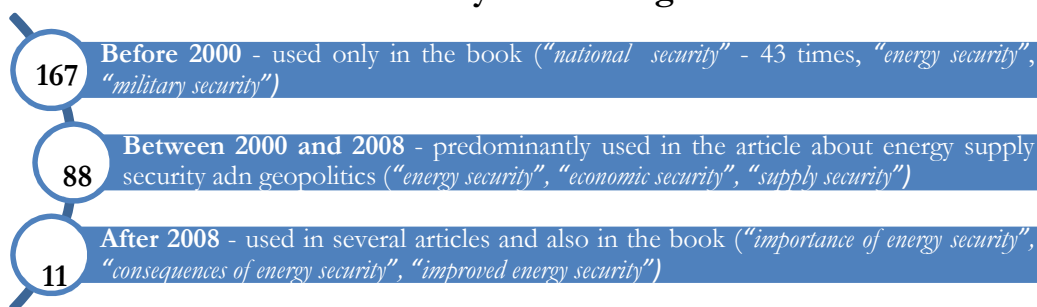 167
Before 2000 - used only in the book ("national security" - 43 times, "energy security",
"military security")
88
Between 2000 and 2008 - predominantly used in the article about energy supply
security adn geopolitics ("energy security", "economic security", "supply security")
11
After 2008 - used in several articles and also in the book ("importance of energy security",
"consequences of energy security", "improved energy security")